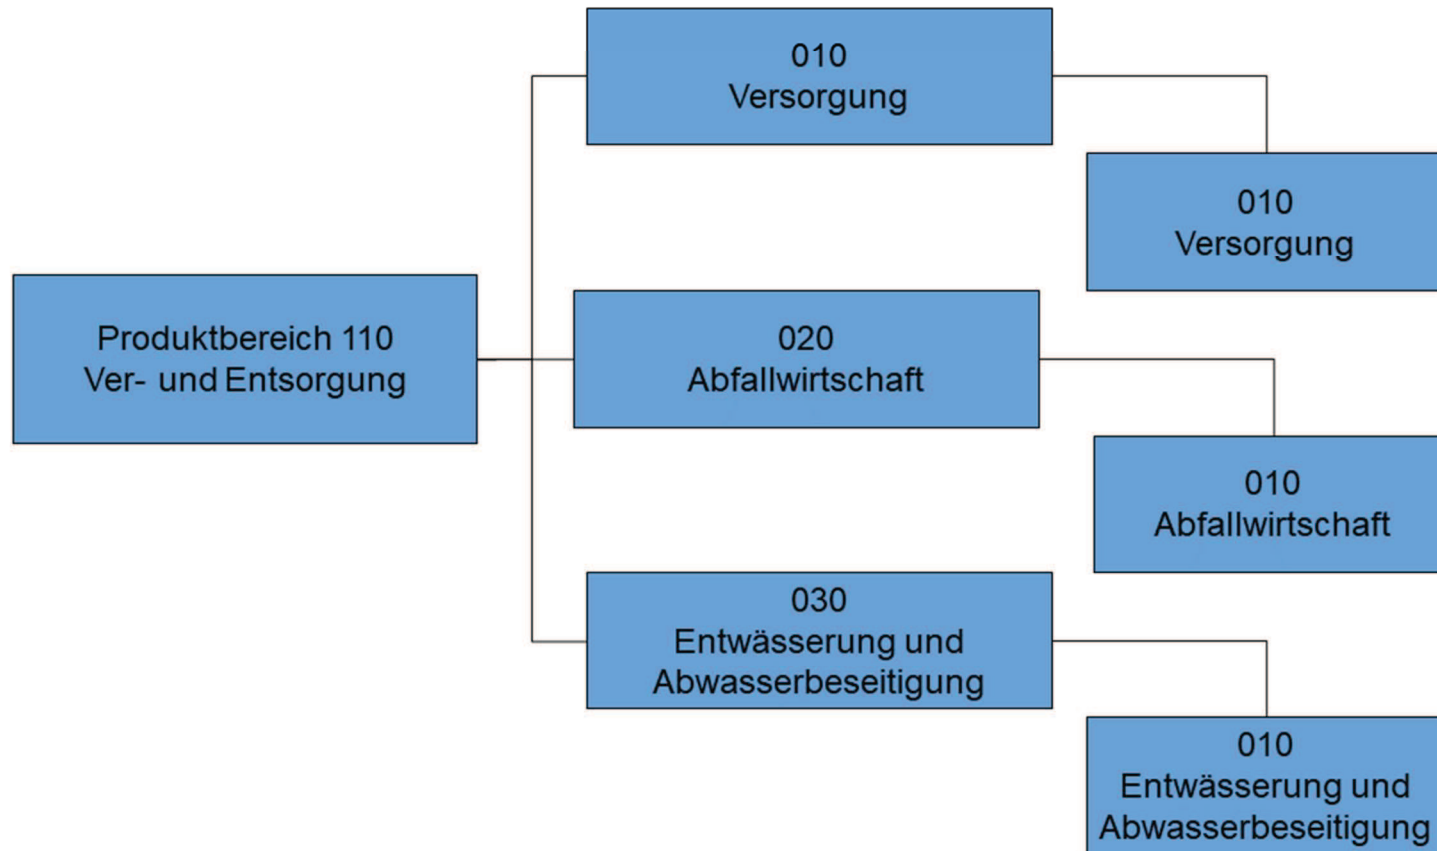 010
Versorgung
010
Versorgung
Produktbereich 110
Ver- und Entsorgung
020
Abfallwirtschaft
010
Abfallwirtschaft
030
Entwässerung und
Abwasserbeseitigung
010
Entwässerung und
Abwasserbeseitigung